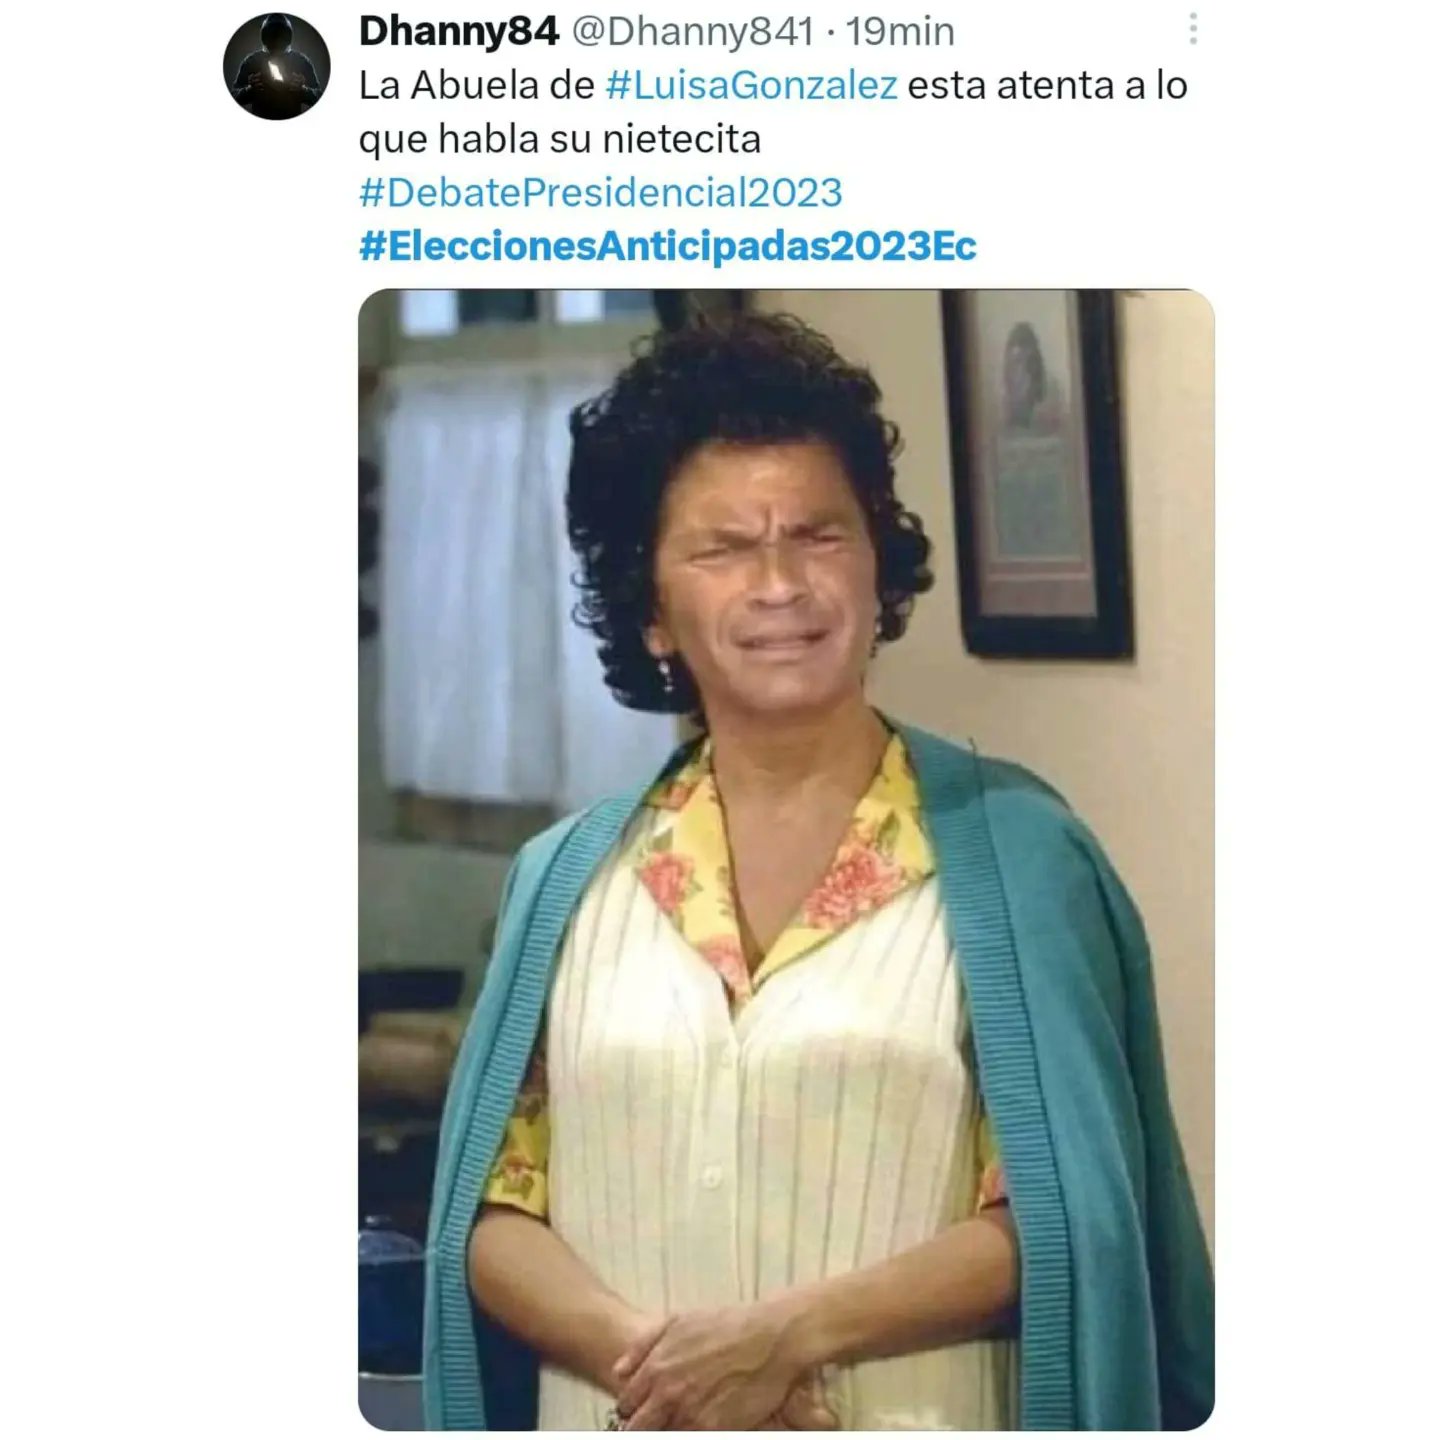 Dhanny84 @Dhanny841 · 19min
La Abuela de #LuisaGonzalez esta atenta a lo
que habla su nietecita
#DebatePresidencial2023
#EleccionesAnticipadas2023Ec